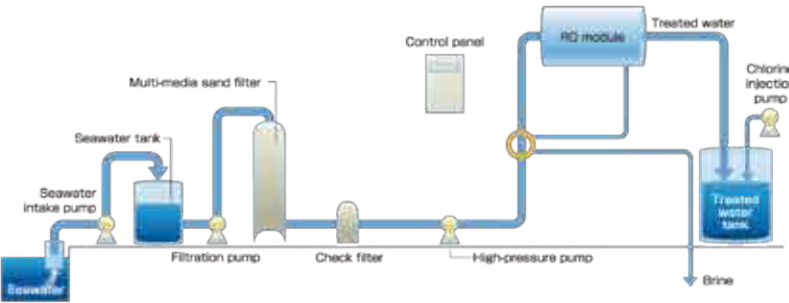 Control panel
RO module
Treated water
Chlorine
injectio
pump
Multi-media sand filter
Seawater tank
Seawater
intake pump
Treated
water
tank
Filtration pump
Check filter
High-pressure pump
Brine
Seawater